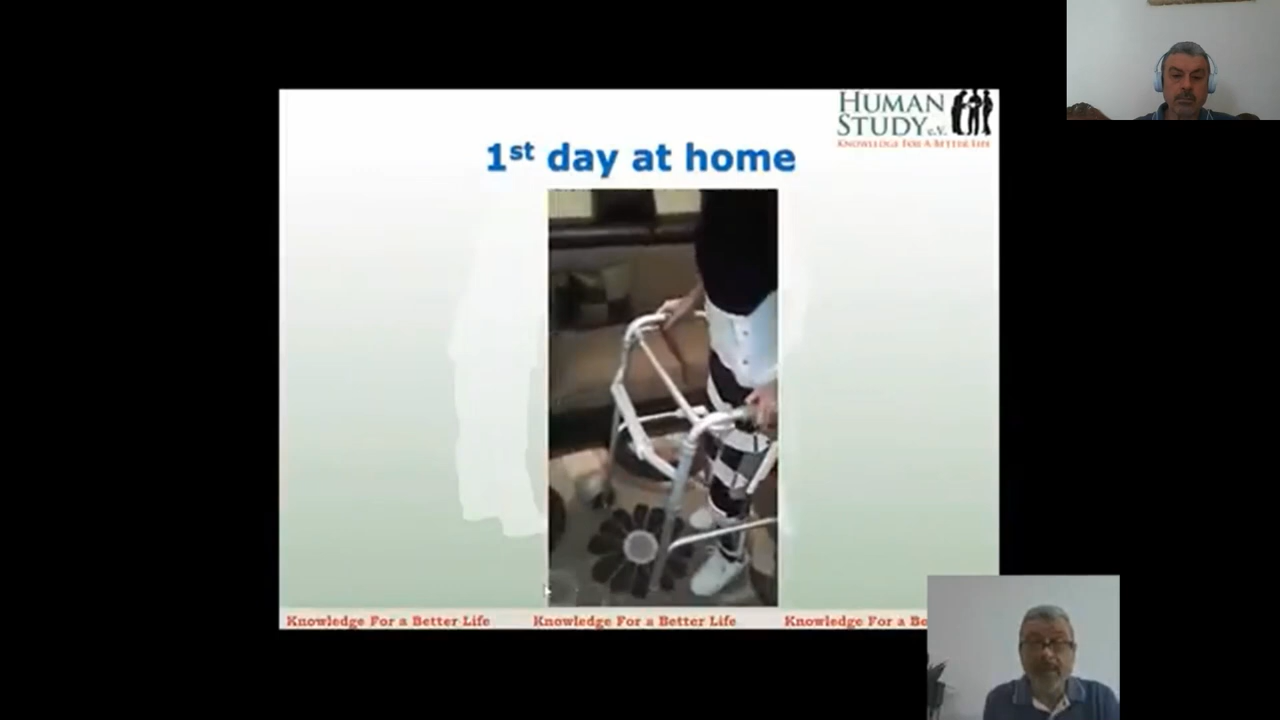 HUMAN
STUDY e.V.
KNOWLEDGE FOR A BETTER LIFE
1st day at home
Knowledge For a Better Life Knowledge For a Better Life Knowledge For a Be